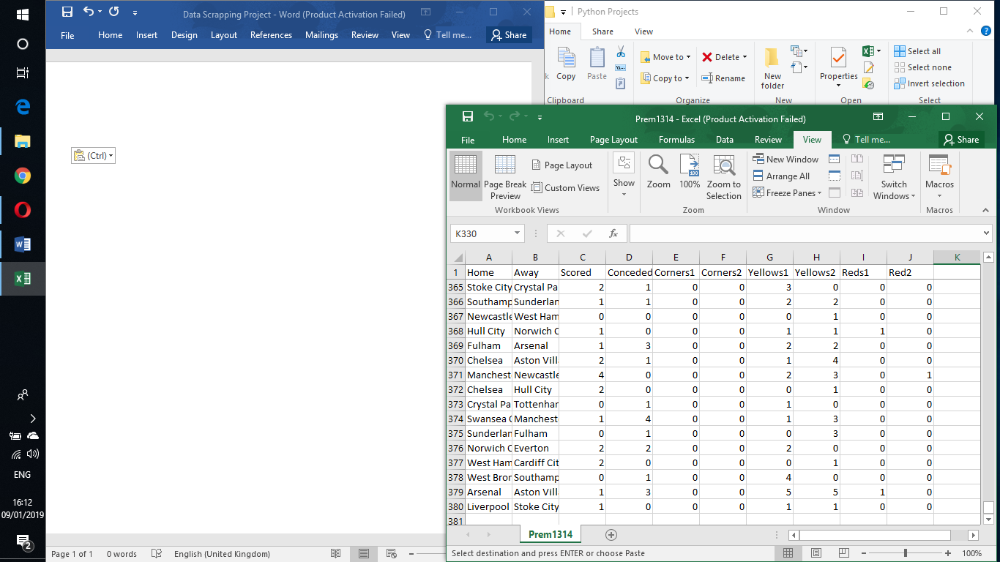 Data Scrapping Project - Word (Product Activation Failed)
File Home Insert Design Layout References Mailings Review View Tell me... Share
(Ctrl)
Page 1 of 1 0 words English (United Kingdom)
Python Projects
Home Share View
Copy Paste Move to Copy to Delete Rename New folder Properties Select all Select none Invert selection
Clipboard Organize New Open Select
Prem1314 - Excel (Product Activation Failed)
File Home Insert Page Layout Formulas Data Review View Tell me... Share
Normal Page Break Preview Page Layout Custom Views Show Zoom 100% Zoom to Selection New Window Arrange All Freeze Panes Switch Windows Macros
Workbook Views Zoom Window Macros
K330
A B C D E F G H I J K
1 Home Away Scored Conceded Corners1 Corners2 Yellows1 Yellows2 Reds1 Red2
365 Stoke City Crystal Pa 2 1 0 0 3 0 0 0
366 Southamp Sunderlan 1 1 0 0 2 2 0 0
367 Newcastle West Ham 0 0 0 0 0 1 0 0
368 Hull City Norwich C 1 0 0 0 1 1 1 0
369 Fulham Arsenal 1 3 0 0 2 2 0 0
370 Chelsea Aston Vill 2 1 0 0 1 4 0 0
371 Manchest Newcastle 4 0 0 0 2 3 0 1
372 Chelsea Hull City 2 0 0 0 0 1 0 0
373 Crystal Pa Tottenhan 0 1 0 0 1 0 0 0
374 Swansea C Manchest 1 4 0 0 1 3 0 0
375 Sunderlan Fulham 0 1 0 0 0 3 0 0
376 Norwich C Everton 2 2 0 0 2 0 0 0
377 West Ham Cardiff Cit 2 0 0 0 0 1 0 0
378 West Bron Southamp 0 1 0 0 4 0 0 0
379 Arsenal Aston Vill 1 3 0 0 5 5 1 0
380 Liverpool Stoke City 1 0 0 0 1 1 0 0
381
Prem1314
Select destination and press ENTER or choose Paste 100%
ENG
16:12
09/01/2019
2